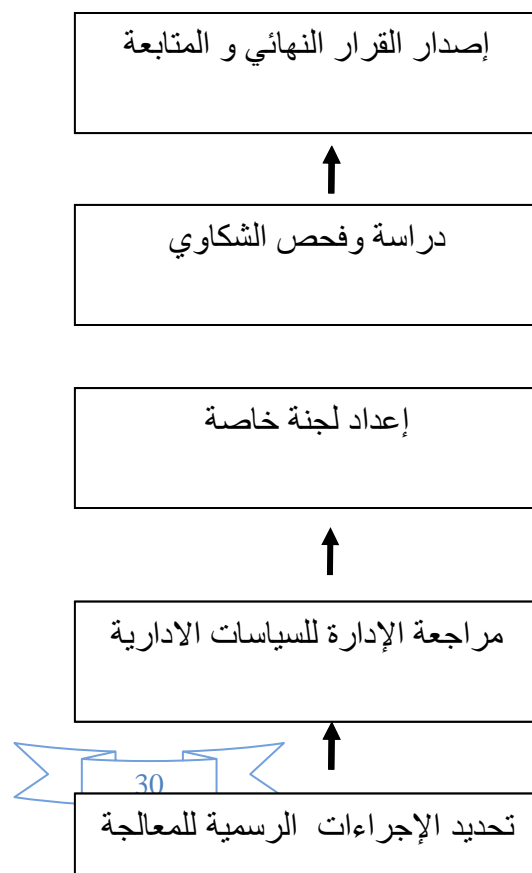 إصدار القرار النهائي و المتابعة
دراسة وفحص الشكاوي
إعداد لجنة خاصة
مراجعة الإدارة للسياسات الادارية
30
تحديد الإجراءات الرسمية للمعالجة